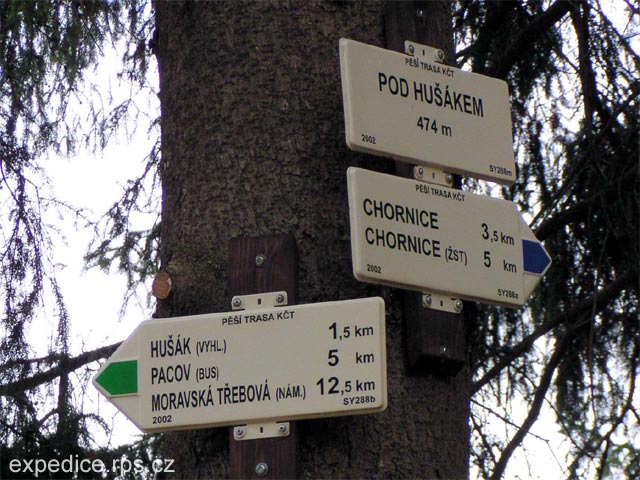 PĚŠÍ TRASA KČT
POD HUŠÁKEM
474 m
2002 SY288m
PĚŠÍ TRASA KČT
CHORNICE 3,5 km
CHORNICE (ŽST) 5 km
2002 SY288a
PĚŠÍ TRASA KČT
HUŠÁK (VYHL.) 1,5 km
PACOV (BUS) 5 km
MORAVSKÁ TŘEBOVÁ (NÁM.) 12,5 km
2002 SY288b
expedice.rps.cz